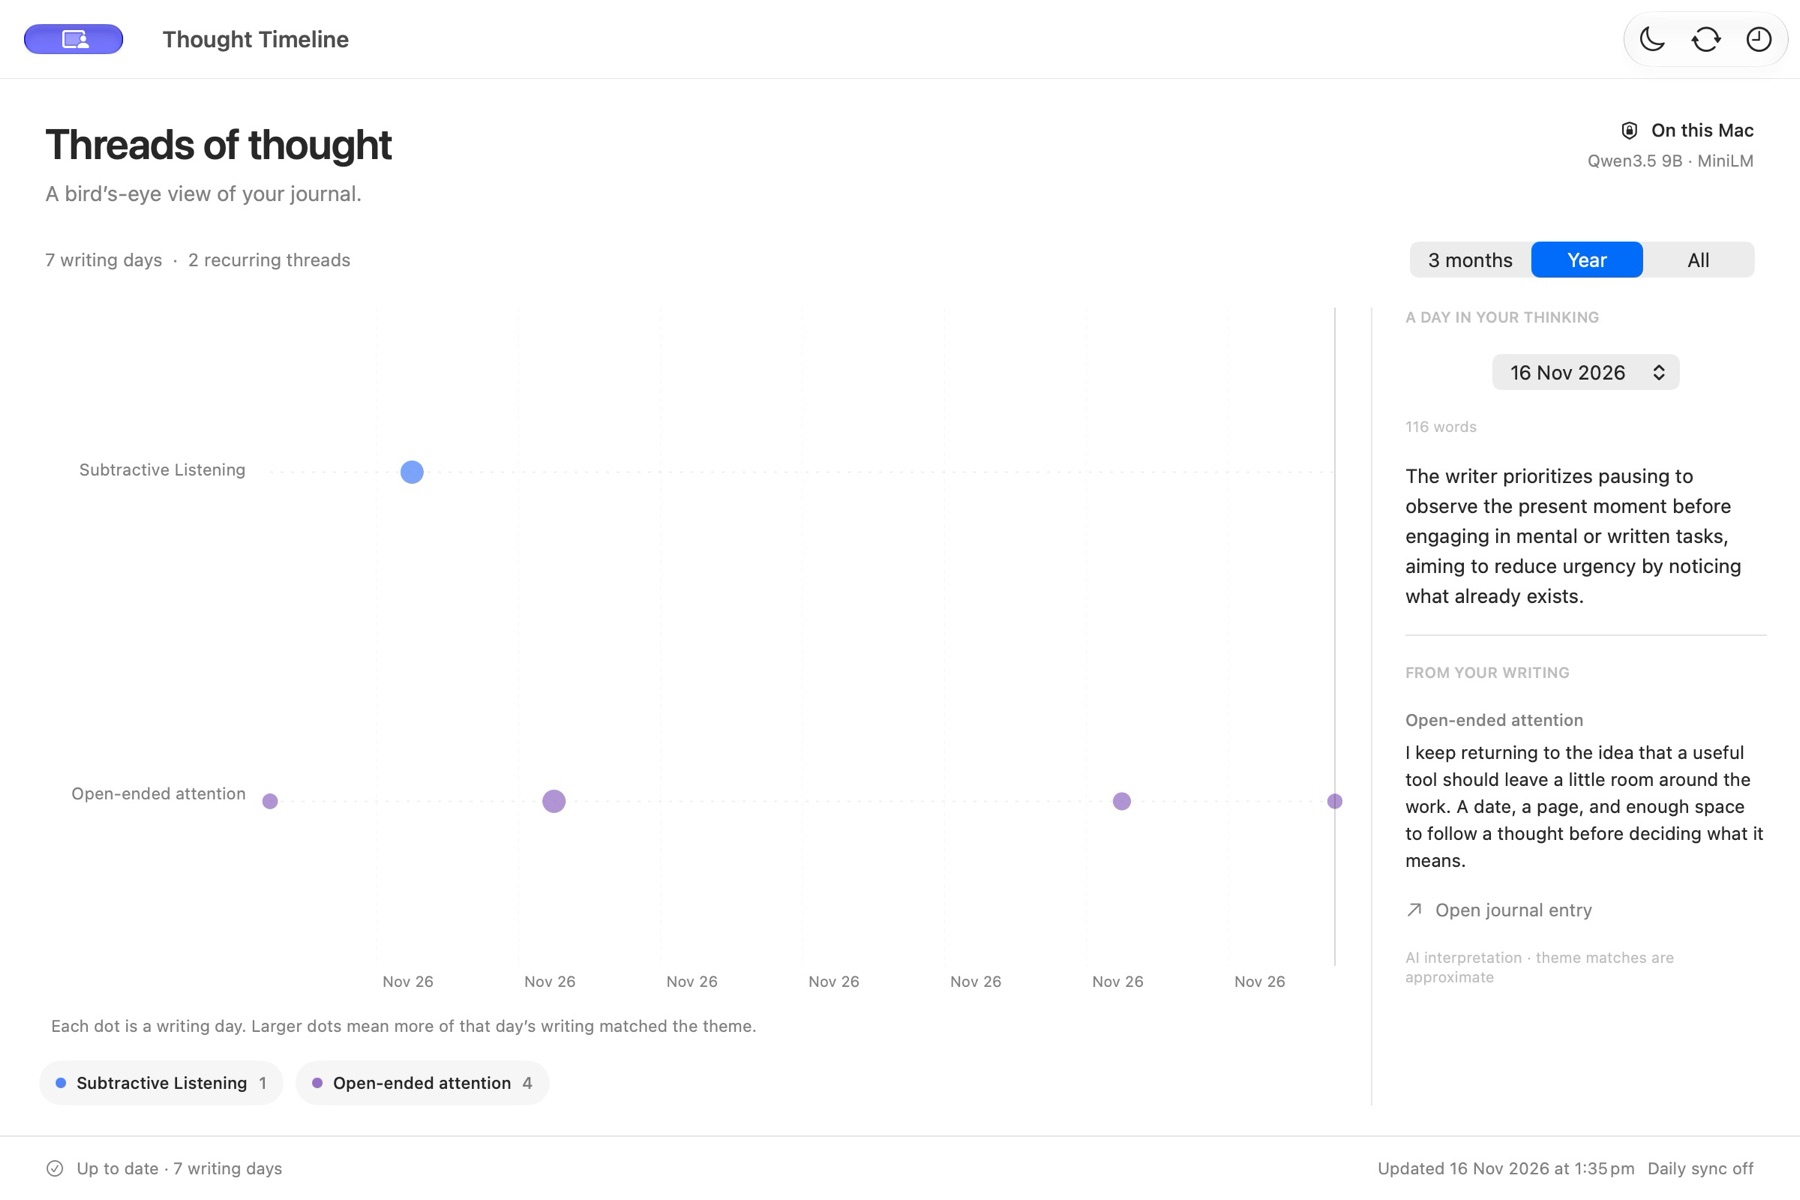 Thought Timeline
Threads of thought
A bird’s-eye view of your journal.
On this Mac
Qwen3.5 9B · MiniLM
7 writing days · 2 recurring threads
3 months
Year
All
Subtractive Listening
Open-ended attention
Nov 26
Nov 26
Nov 26
Nov 26
Nov 26
Nov 26
Nov 26
Each dot is a writing day. Larger dots mean more of that day’s writing matched the theme.
Subtractive Listening 1
Open-ended attention 4
A DAY IN YOUR THINKING
16 Nov 2026
116 words
The writer prioritizes pausing to
observe the present moment before
engaging in mental or written tasks,
aiming to reduce urgency by noticing
what already exists.
FROM YOUR WRITING
Open-ended attention
I keep returning to the idea that a useful
tool should leave a little room around the
work. A date, a page, and enough space
to follow a thought before deciding what it
means.
Open journal entry
AI interpretation · theme matches are
approximate
Up to date · 7 writing days
Updated 16 Nov 2026 at 1:35 pm
Daily sync off